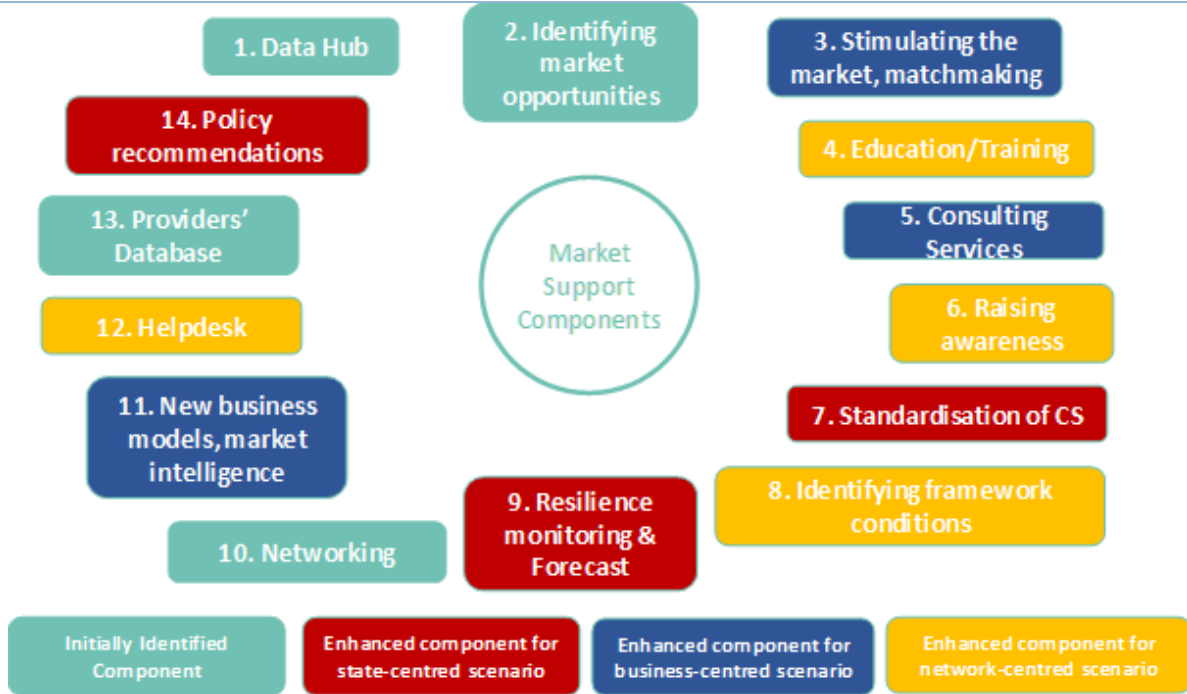 1. Data Hub
2. Identifying
market
opportunities
3. Stimulating the
market, matchmaking
14. Policy
recommendations
4. Education/Training
13. Providers’
Database
5. Consulting
Services
Market
Support
Components
12. Helpdesk
6. Raising
awareness
11. New business
models, market
intelligence
7. Standardisation of CS
8. Identifying framework
conditions
9. Resilience
monitoring &
Forecast
10. Networking
Initially Identified
Component
Enhanced component for
state-centred scenario
Enhanced component for
business-centred scenario
Enhanced component for
network-centred scenario